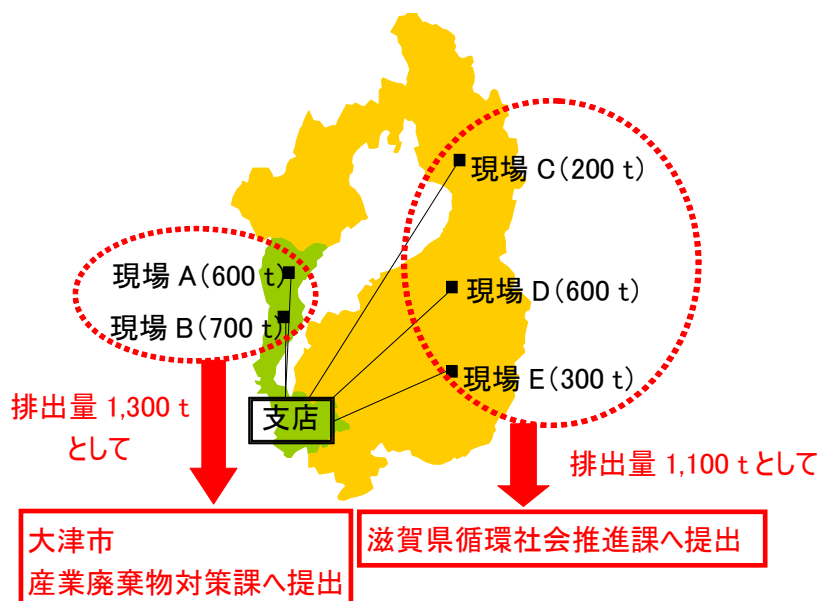 現場 C（200 t）
現場 A（600 t）
現場 D（600 t）
現場 B（700 t）
現場 E（300 t）
支店
排出量 1,300 t
として
排出量 1,100 t として
大津市
産業廃棄物対策課へ提出
滋賀県循環社会推進課へ提出